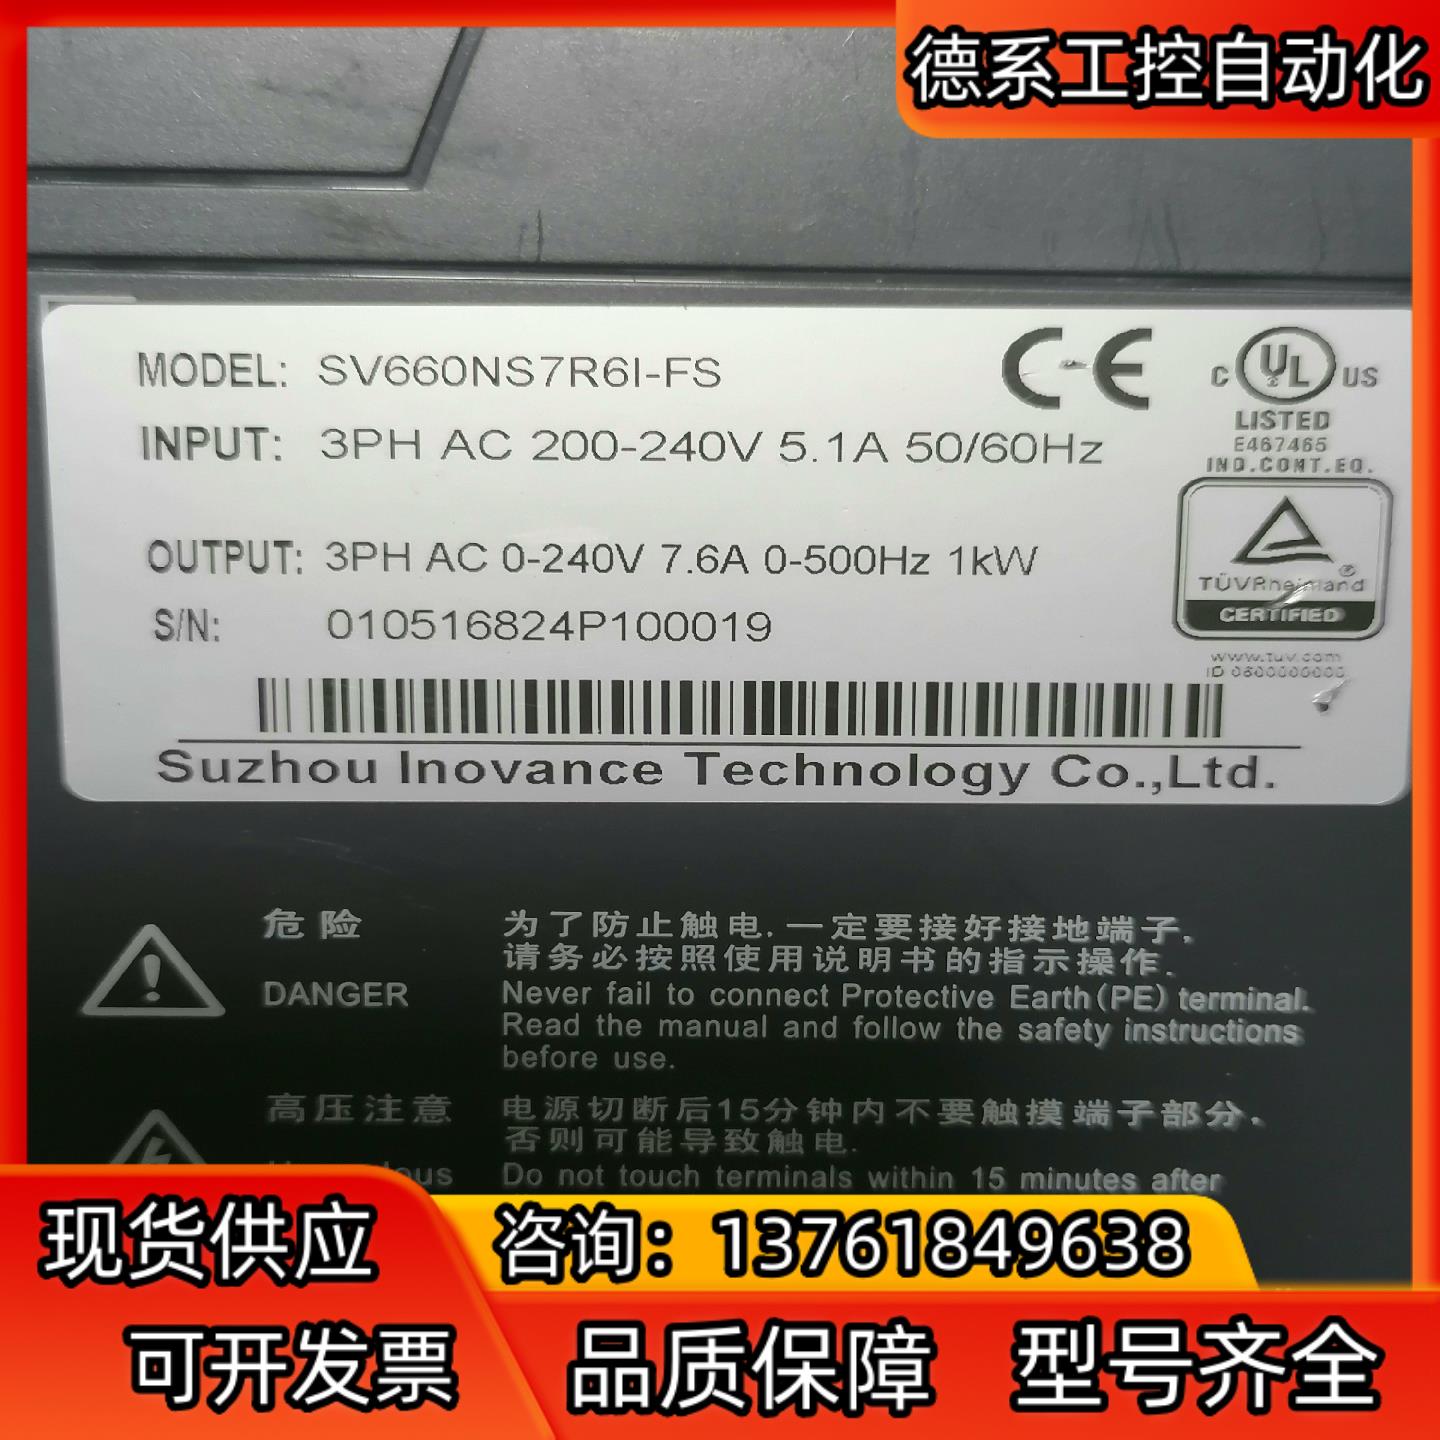 德系工控自动化
MODEL: SV660NS7R6I-FS
INPUT: 3PH AC 200-240V 5.1A 50/60Hz
OUTPUT: 3PH AC 0-240V 7.6A 0-500Hz 1kW
S/N: 010516824P100019
CE
C UL US
LISTED
E467465
IND.CONT.EQ.
TÜVRheinland ®
CERTIFIED
www.tuv.com
ID 0600000000
Suzhou Inovance Technology Co.,Ltd.
危险
DANGER
为了防止触电,一定要接好接地端子,
请务必按照使用说明书的指示操作.
Never fail to connect Protective Earth(PE) terminal.
Read the manual and follow the safety instructions
before use.
高压注意
电源切断后15分钟内不要触摸端子部分,
否则可能导致触电.
Do not touch terminals within 15 minutes after
现货供应
咨询：13761849638
可开发票
品质保障
型号齐全